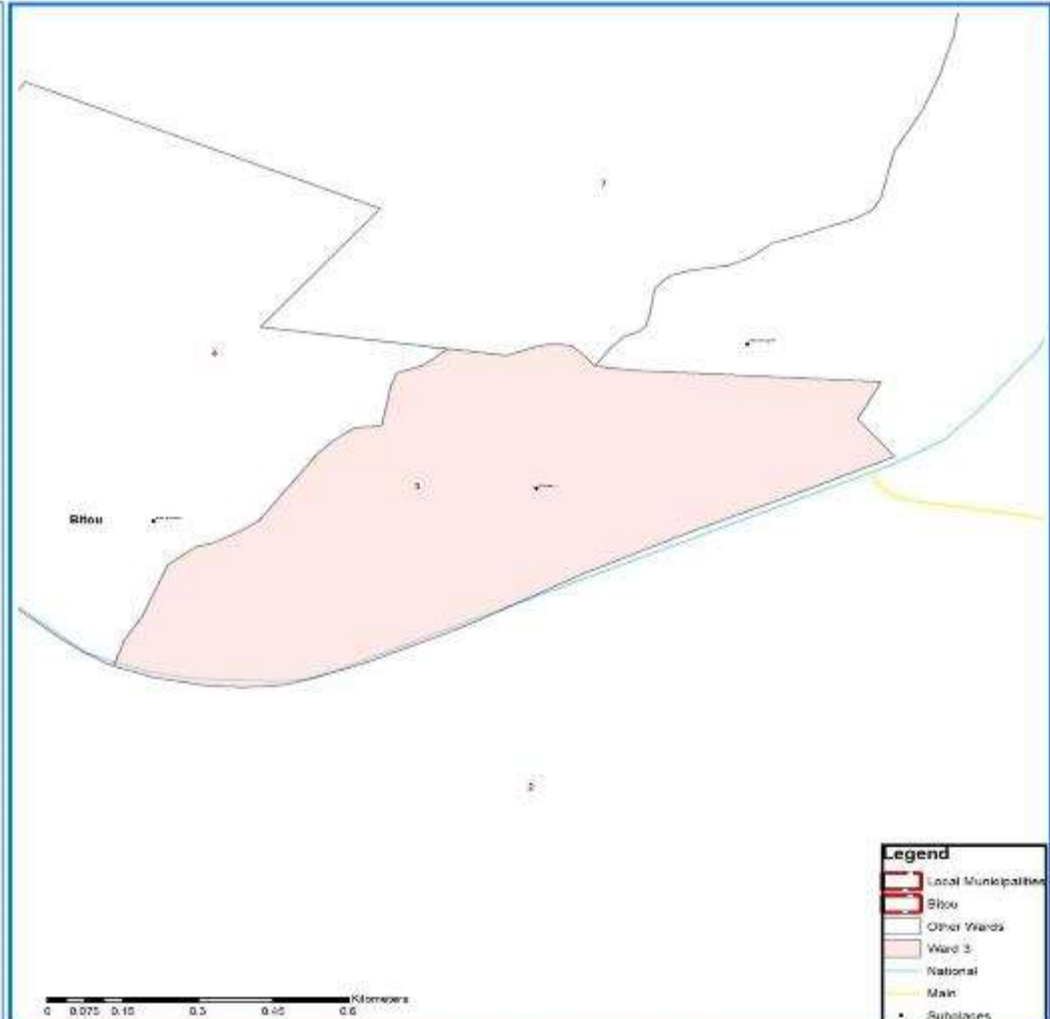 7
4
3
Bitou
2
Legend
Local Municipalities
Bitou
Other Wards
Ward 3
National
Main
Subplaces
Kilometers
0 0.075 0.15 0.3 0.45 0.6